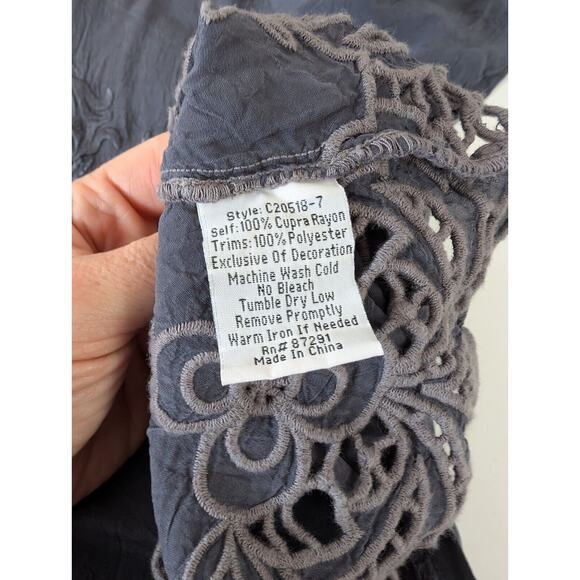 Style: C20518-7
Self: 100% Cupra Rayon
Trims: 100% Polyester
Exclusive Of Decoration
Machine Wash Cold
No Bleach
Tumble Dry Low
Remove Promptly
Warm Iron If Needed
Rn# 87291
Made In China